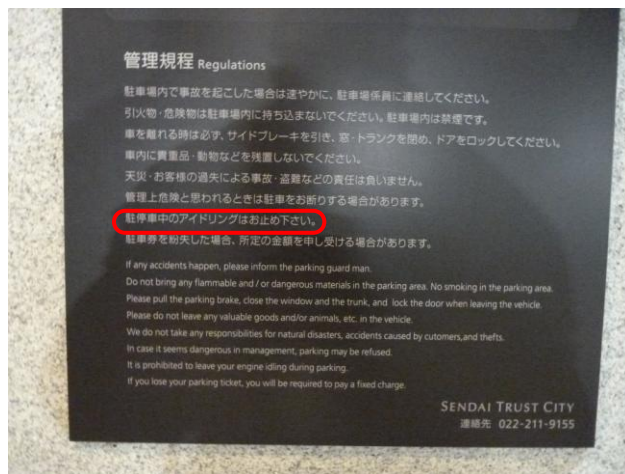 管理規程 Regulations
駐車場内で事故を起こした場合は速やかに、駐車場係員に連絡してください。
引火物・危険物は駐車場内に持ち込まないでください。駐車場内は禁煙です。
車を離れる時は必ず、サイドブレーキを引き、窓・トランクを閉め、ドアをロックしてください。
車内に貴重品・動物などを残置しないでください。
天災・お客様の過失による事故・盗難などの責任は負いません。
管理上危険と思われるときは駐車をお断りする場合があります。
駐停車中のアイドリングはお止め下さい。
駐車券を紛失した場合、所定の金額を申し受ける場合があります。
If any accidents happen, please inform the parking guard man.
Do not bring any flammable and / or dangerous materials in the parking area. No smoking in the parking area.
Please pull the parking brake, close the window and the trunk, and lock the door when leaving the vehicle.
Please do not leave any valuable goods and/or animals, etc. in the vehicle.
We do not take any responsibilities for natural disasters, accidents caused by cutomers,and thefts.
In case it seems dangerous in management, parking may be refused.
It is prohibited to leave your engine idling during parking.
If you lose your parking ticket, you will be required to pay a fixed charge.
SENDAI TRUST CITY
連絡先 022-211-9155